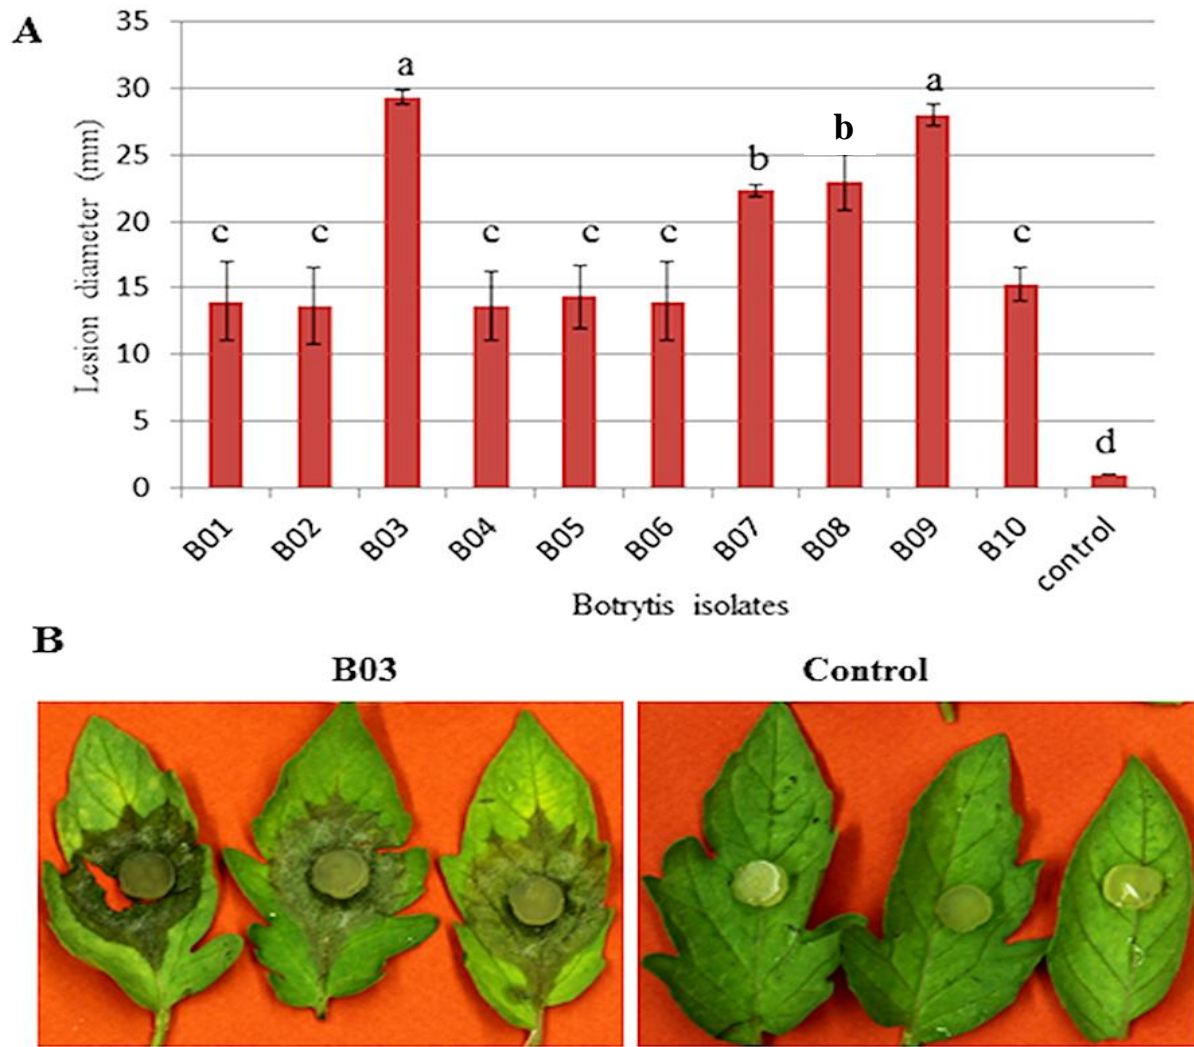 A
35
30
25
20
15
10
5
0
Lesion diameter (mm)
c c a c c c b b a c d
B01 B02 B03 B04 B05 B06 B07 B08 B09 B10 control
Botrytis isolates
B
B03 Control